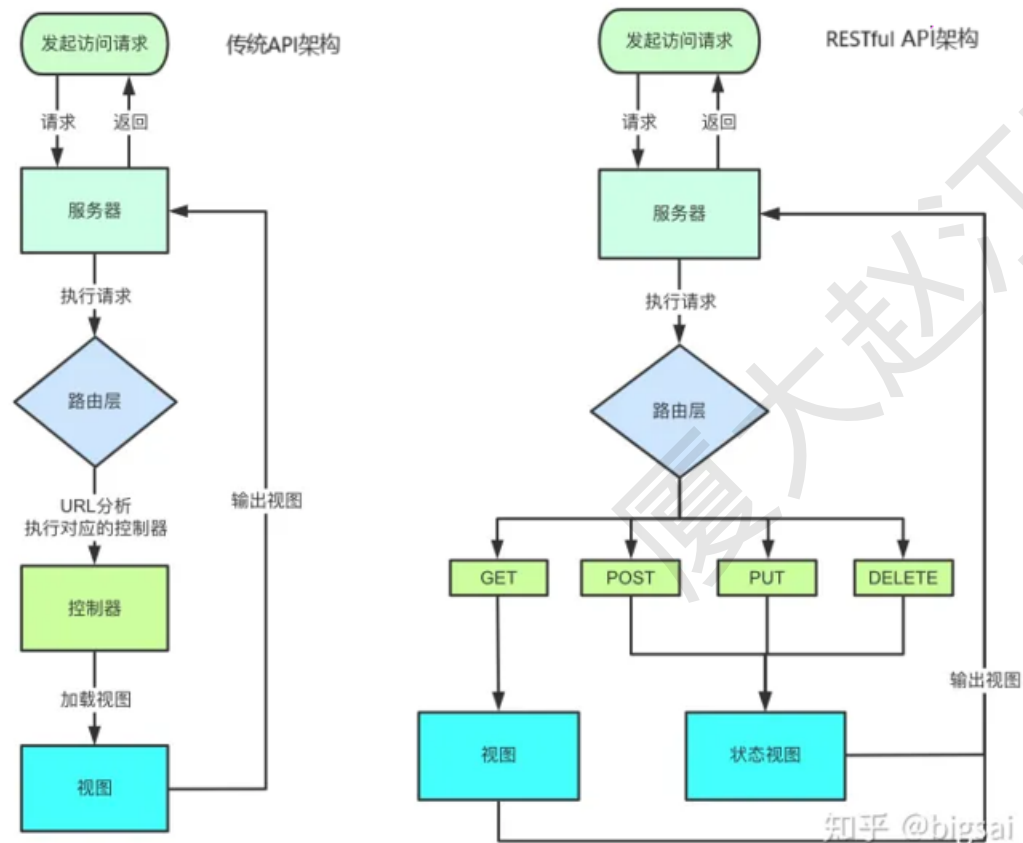 发起访问请求
传统API架构
请求
返回
服务器
执行请求
路由层
URL分析
执行对应的控制器
输出视图
控制器
加载视图
视图
发起访问请求
RESTful API架构
请求
返回
服务器
执行请求
路由层
GET
POST
PUT
DELETE
输出视图
视图
状态视图
厦大赵江
知乎 @bigsai